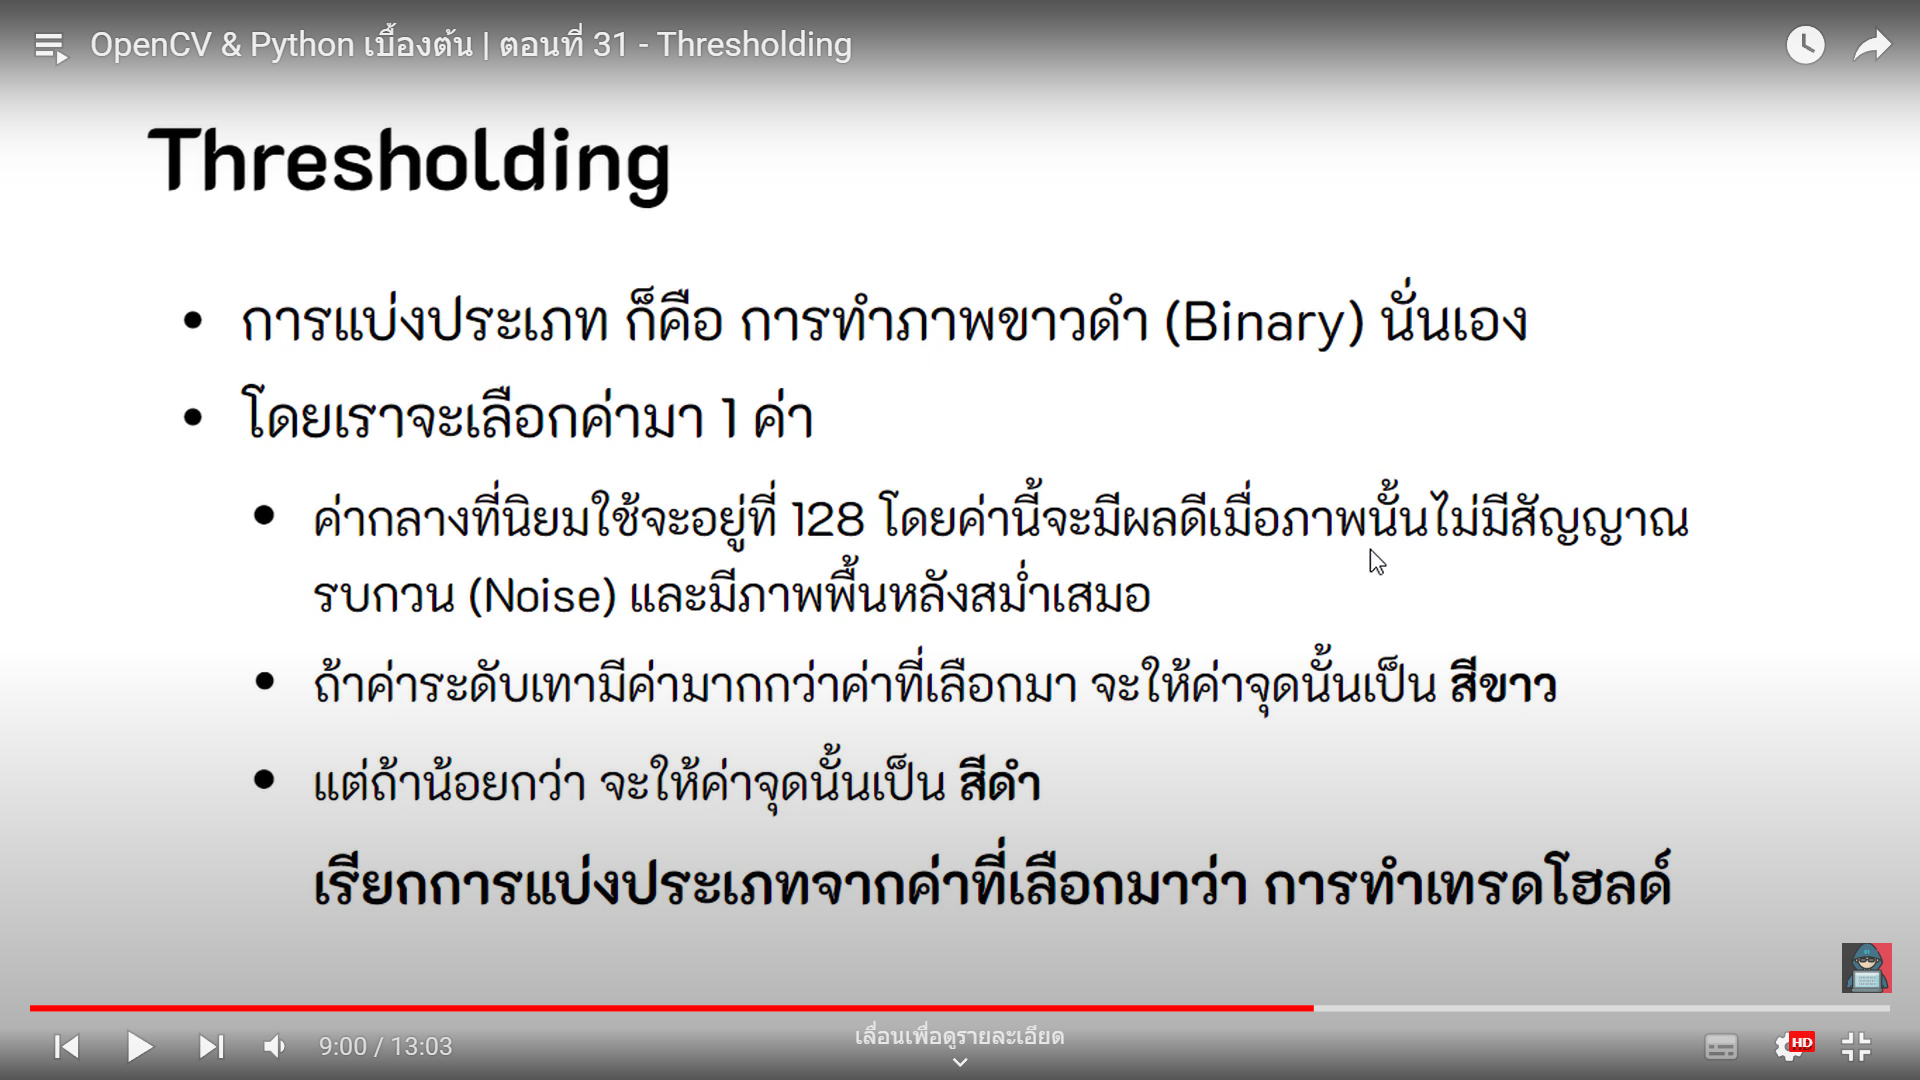 OpenCV & Python เบื้องต้น | ตอนที่ 31 - Thresholding
Thresholding
• การแบ่งประเภท ก็คือ การทำภาพขาวดำ (Binary) นั่นเอง
• โดยเราจะเลือกค่ามา 1 ค่า
• ค่ากลางที่นิยมใช้จะอยู่ที่ 128 โดยค่านี้จะมีผลดีเมื่อภาพนั้นไม่มีสัญญาณ
รบกวน (Noise) และมีภาพพื้นหลังสม่ำเสมอ
• ถ้าค่าระดับเทามีค่ามากกว่าค่าที่เลือกมา จะให้ค่าจุดนั้นเป็น สีขาว
• แต่ถ้าน้อยกว่า จะให้ค่าจุดนั้นเป็น สีดำ
เรียกการแบ่งประเภทจากค่าที่เลือกมาว่า การทำเทรดโฮลด์
9:00 / 13:03
เลื่อนเพื่อดูรายละเอียด
HD